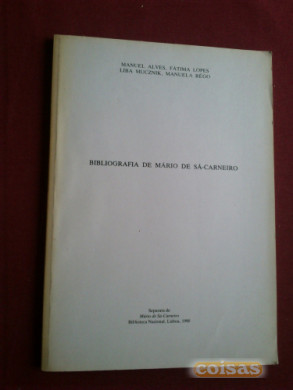 MANUEL ALVES, FÁTIMA LOPES
LIBA MUCZNIK, MANUELA RÊGO
BIBLIOGRAFIA DE MÁRIO DE SÁ-CARNEIRO
Separata de
Mário de Sá-Carneiro
Biblioteca Nacional, Lisboa, 1990
coisas